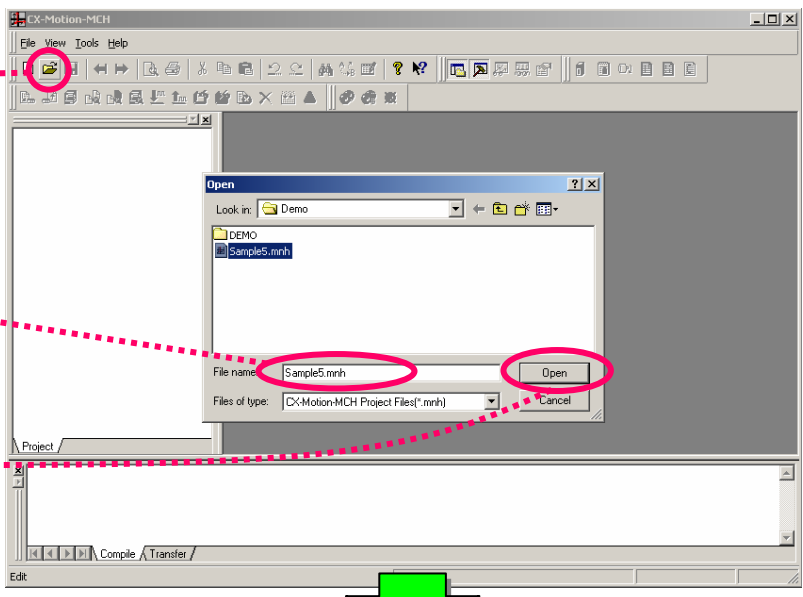 CX-Motion-MCH
File View Tools Help
Open
Look in: Demo
DEMO
Sample5.mnh
File name: Sample5.mnh
Open
Files of type: CX-Motion-MCH Project Files(*.mnh)
Cancel
Project
Compile Transfer
Edit